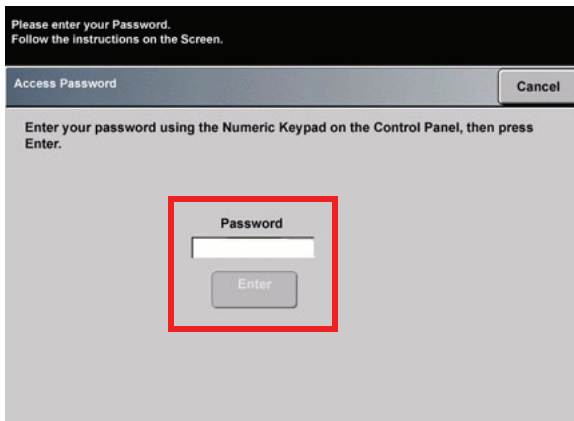 Please enter your Password.
Follow the instructions on the Screen.
Access Password
Cancel
Enter your password using the Numeric Keypad on the Control Panel, then press
Enter.
Password
Enter